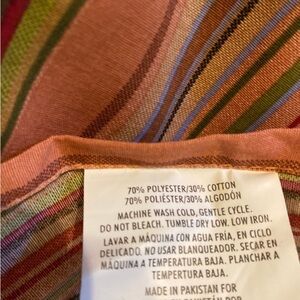 70% POLYESTER/30% COTTON
70% POLIÉSTER/30% ALGODÓN
MACHINE WASH COLD, GENTLE CYCLE.
DO NOT BLEACH. TUMBLE DRY LOW. LOW IRON.
LAVAR A MÁQUINA CON AGUA FRÍA, EN CICLO
DELICADO. NO USAR BLANQUEADOR. SECAR EN
MÁQUINA A TEMPERATURA BAJA. PLANCHAR A
TEMPERTURA BAJA.
MADE IN PAKISTAN FOR